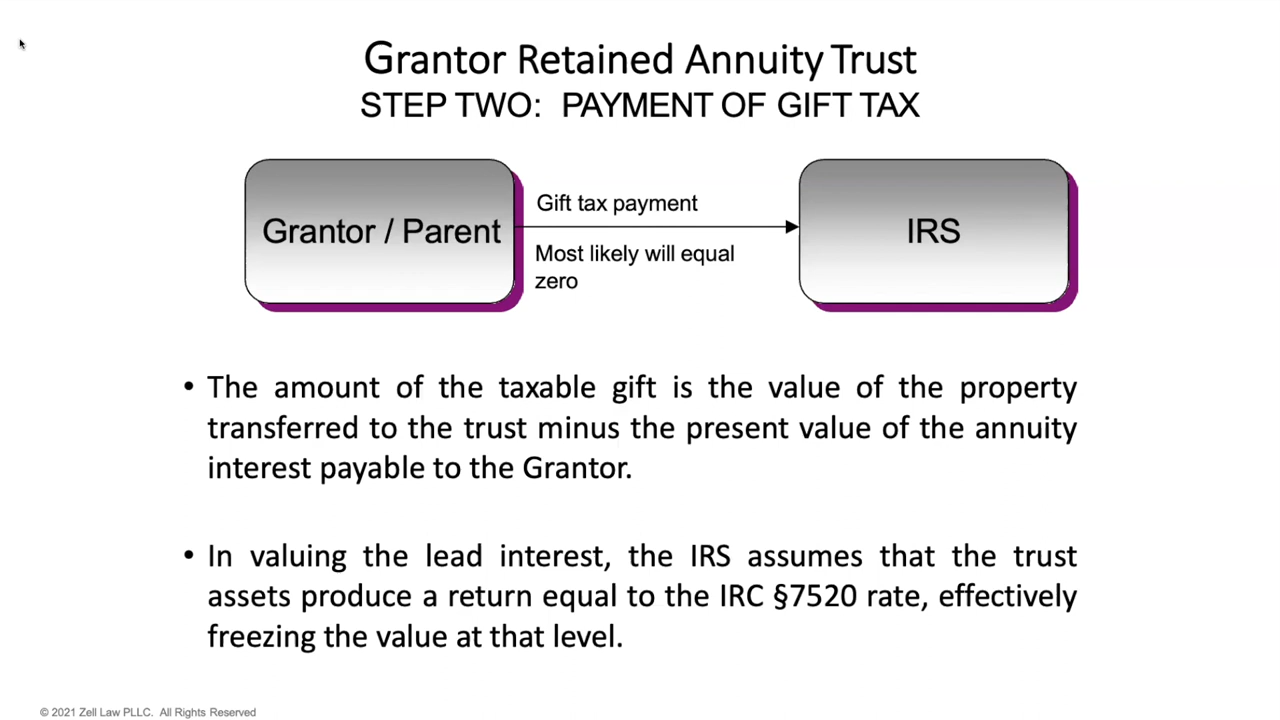 Grantor Retained Annuity Trust
STEP TWO: PAYMENT OF GIFT TAX
Grantor / Parent
Gift tax payment
Most likely will equal
zero
IRS
• The amount of the taxable gift is the value of the property
transferred to the trust minus the present value of the annuity
interest payable to the Grantor.
• In valuing the lead interest, the IRS assumes that the trust
assets produce a return equal to the IRC §7520 rate, effectively
freezing the value at that level.
© 2021 Zell Law PLLC. All Rights Reserved